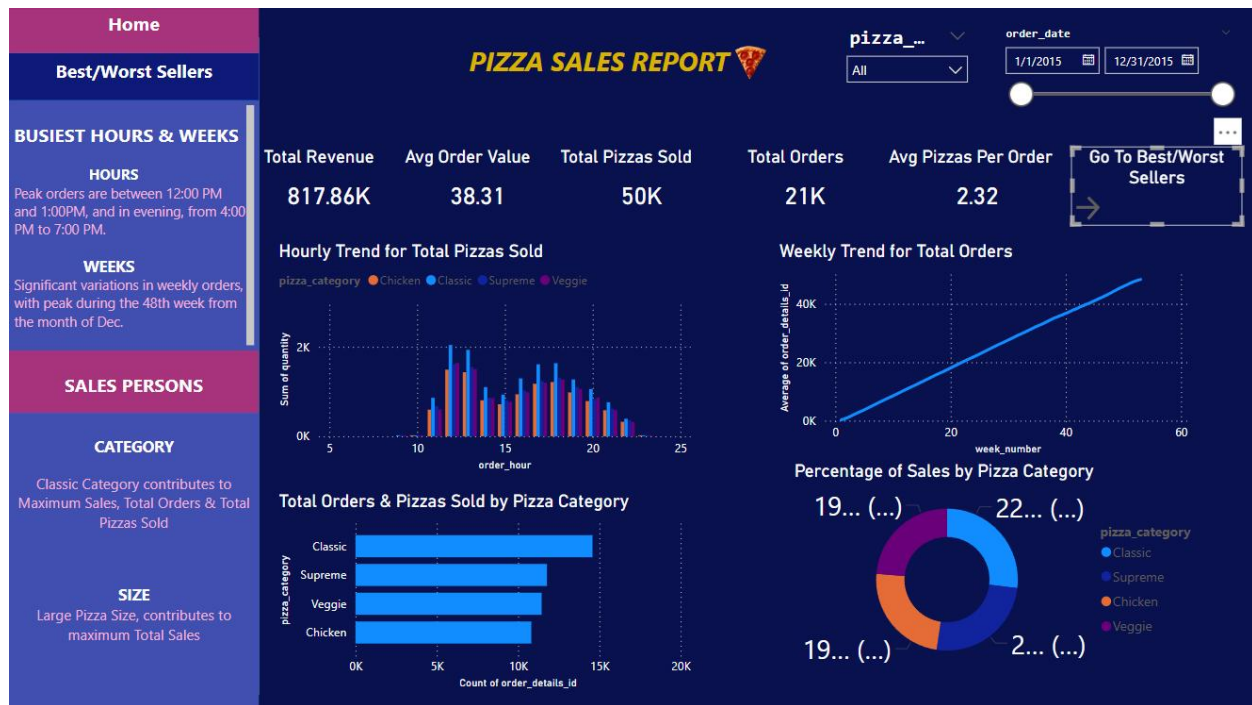 Home
Best/Worst Sellers
BUSIEST HOURS & WEEKS
HOURS
Peak orders are between 12:00 PM
and 1:00PM, and in evening, from 4:00
PM to 7:00 PM.
WEEKS
Significant variations in weekly orders,
with peak during the 48th week from
the month of Dec.
SALES PERSONS
CATEGORY
Classic Category contributes to
Maximum Sales, Total Orders & Total
Pizzas Sold
SIZE
Large Pizza Size, contributes to
maximum Total Sales
PIZZA SALES REPORT
pizza_...
All
order_date
1/1/2015 12/31/2015
...
Total Revenue
817.86K
Avg Order Value
38.31
Total Pizzas Sold
50K
Total Orders
21K
Avg Pizzas Per Order
2.32
Go To Best/Worst
Sellers
Hourly Trend for Total Pizzas Sold
pizza_category Chicken Classic Supreme Veggie
Sum of quantity
2K
0K
5 10 15 20 25
order_hour
Weekly Trend for Total Orders
Average of order_details_id
40K
20K
0K
0 20 40 60
week_number
Total Orders & Pizzas Sold by Pizza Category
pizza_category
Classic
Supreme
Veggie
Chicken
0K 5K 10K 15K 20K
Count of order_details_id
Percentage of Sales by Pizza Category
19... (...) 22... (...)
19... (...) 2... (...)
pizza_category
Classic
Supreme
Chicken
Veggie